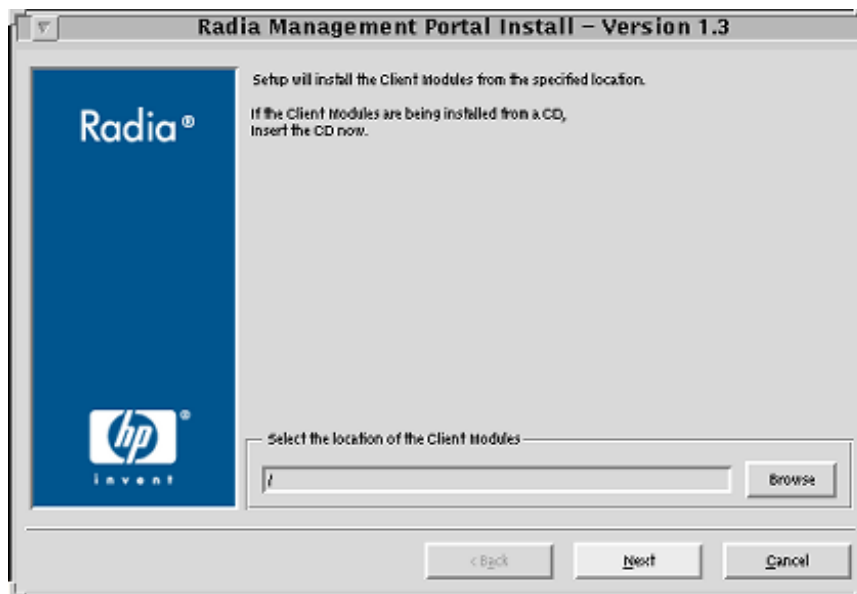 Radia Management Portal Install – Version 1.3
Setup will install the Client Modules from the specified location.
If the Client Modules are being installed from a CD,
Insert the CD now.
Radia®
hp®
invent
Select the location of the Client Modules
/
Browse
< Back
Next
Cancel